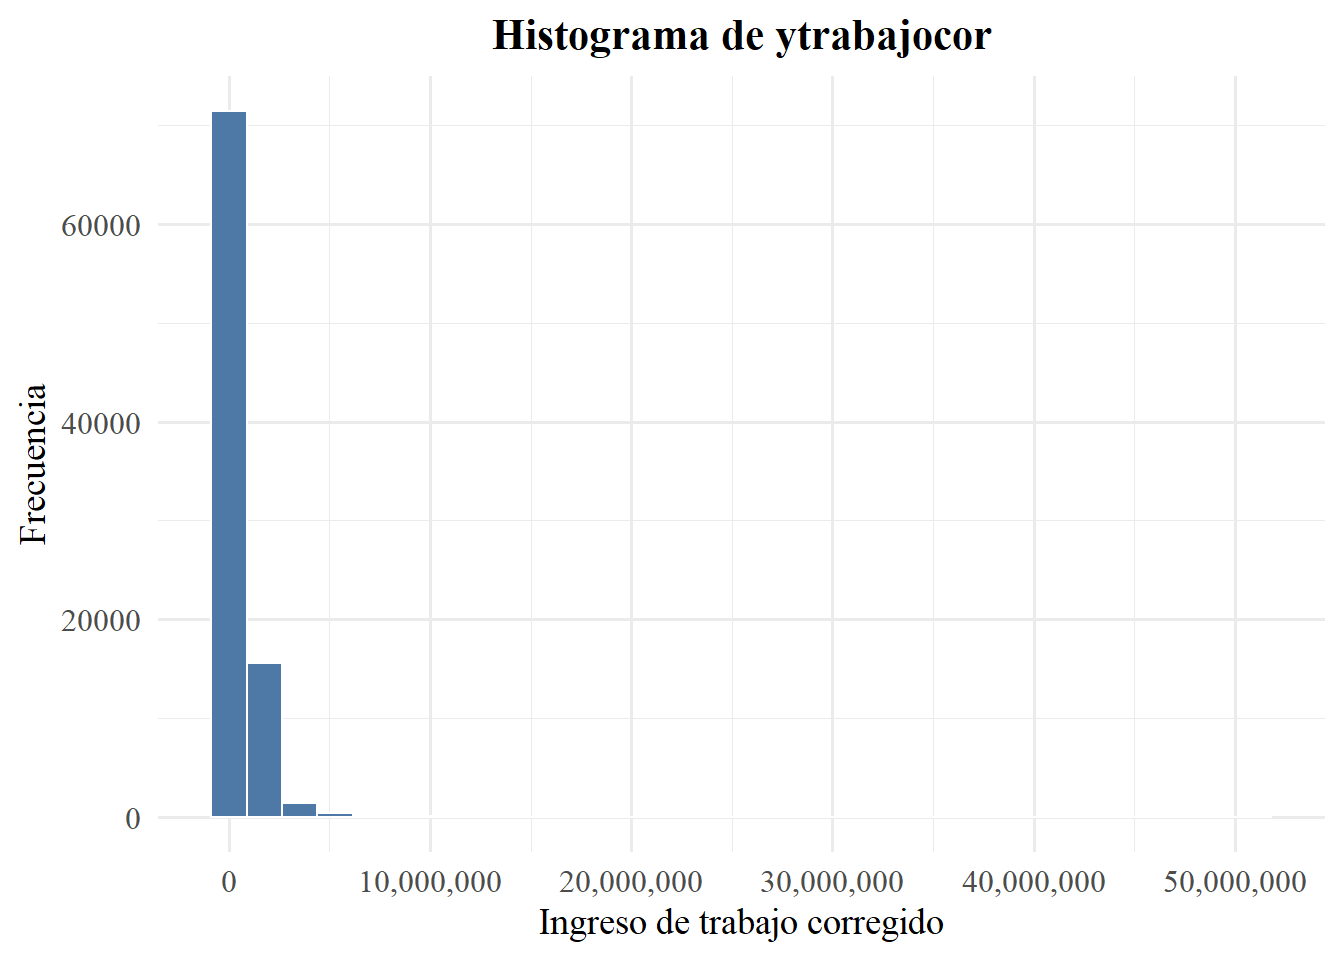 Histograma de ytrabajocor
Frecuencia
60000
40000
20000
0
0 10,000,000 20,000,000 30,000,000 40,000,000 50,000,000
Ingreso de trabajo corregido